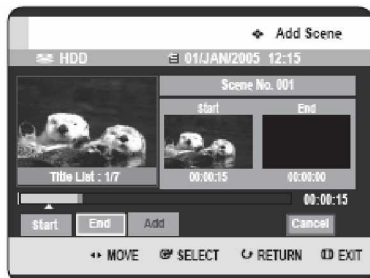 Add Scene
HDD 01/JAN/2005 12:15
Scene No. 001
Start End
Title List : 1/7 00:00:15 00:00:00
00:00:15
Start End Add Cancel
MOVE SELECT RETURN EXIT